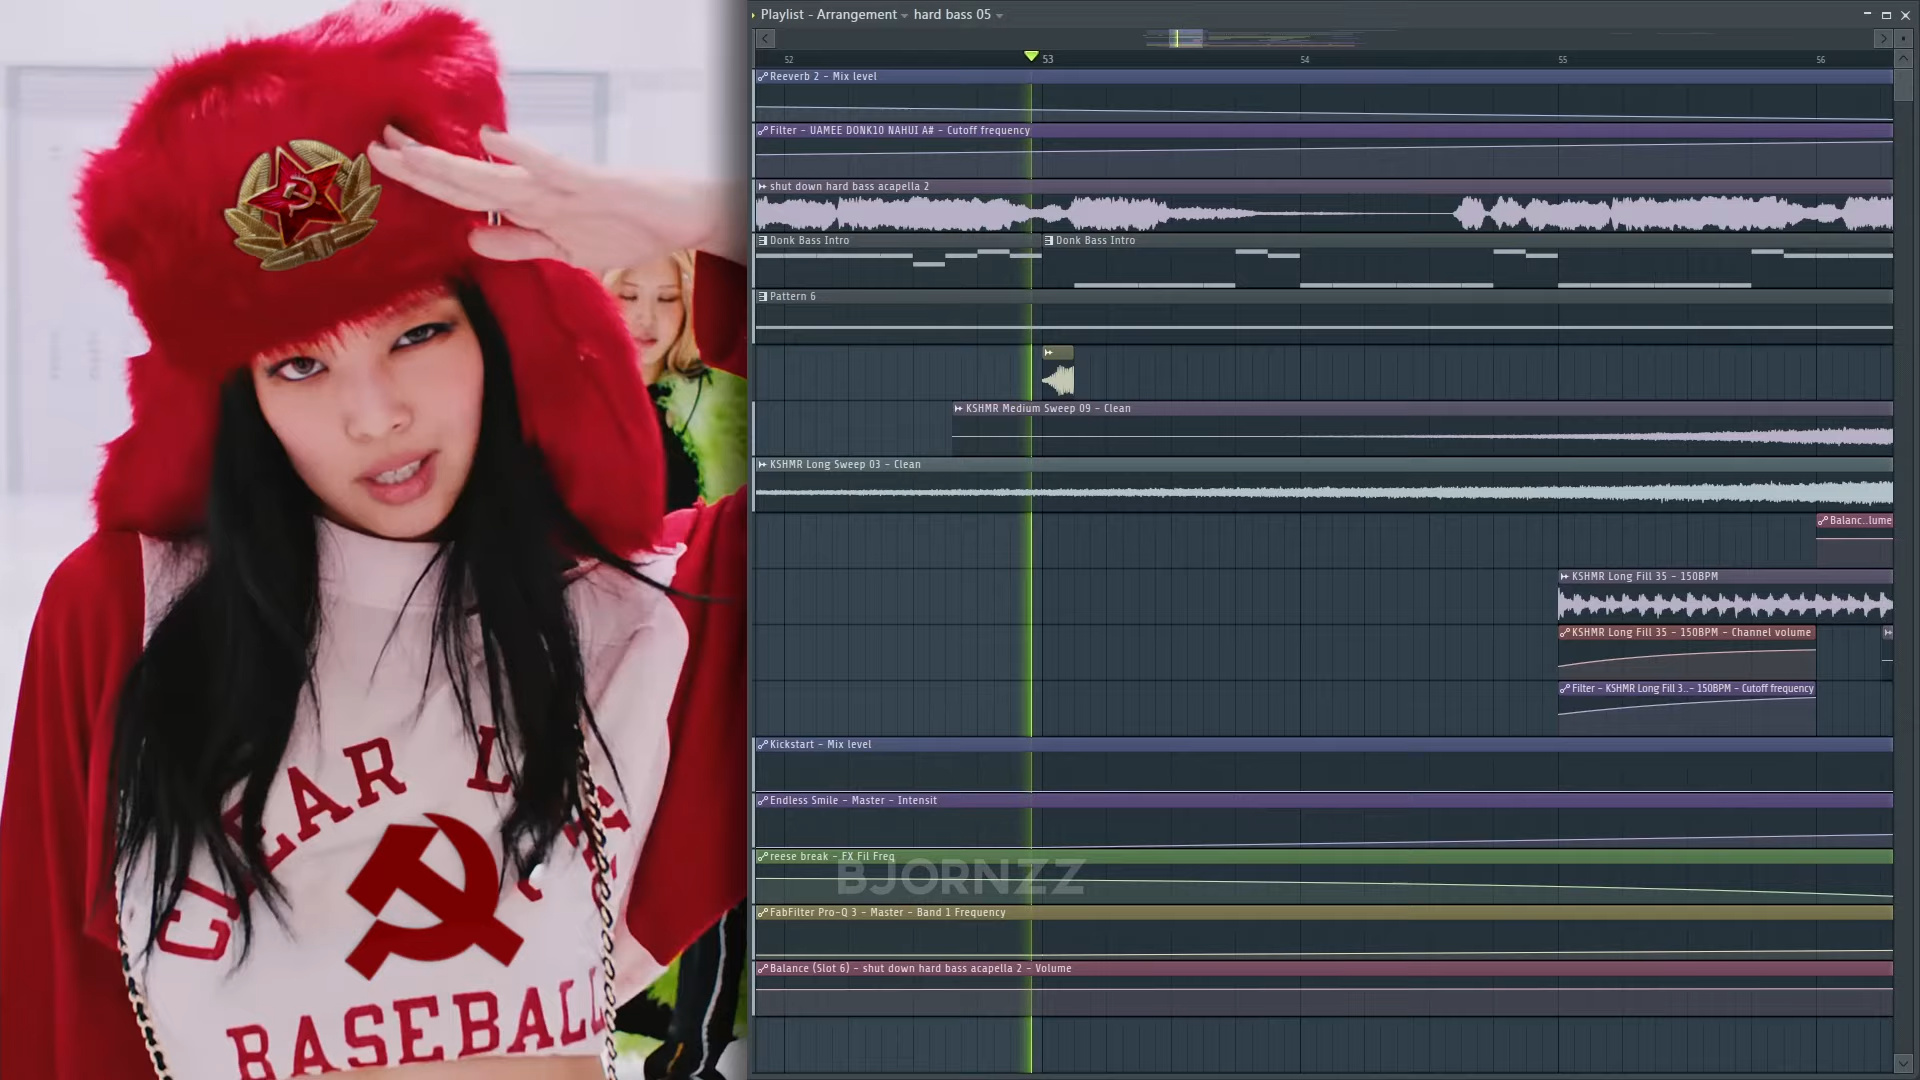 Playlist - Arrangement hard bass 05
52 53 54 55 56
Reeverb 2 - Mix level
Filter - UAMEE DONK10 NAHUI A# - Cutoff frequency
shut down hard bass acapella 2
Donk Bass Intro
Donk Bass Intro
Pattern 6
KSHMR Medium Sweep 09 - Clean
KSHMR Long Sweep 03 - Clean
Balanc..lume
KSHMR Long Fill 35 - 150BPM
KSHMR Long Fill 35 - 150BPM - Channel volume
Filter - KSHMR Long Fill 3..- 150BPM - Cutoff frequency
Kickstart - Mix level
Endless Smile - Master - Intensit
reese break - FX Fil Freq
BJORNZZ
FabFilter Pro-Q 3 - Master - Band 1 Frequency
Balance (Slot 6) - shut down hard bass acapella 2 - Volume
BASEBALL